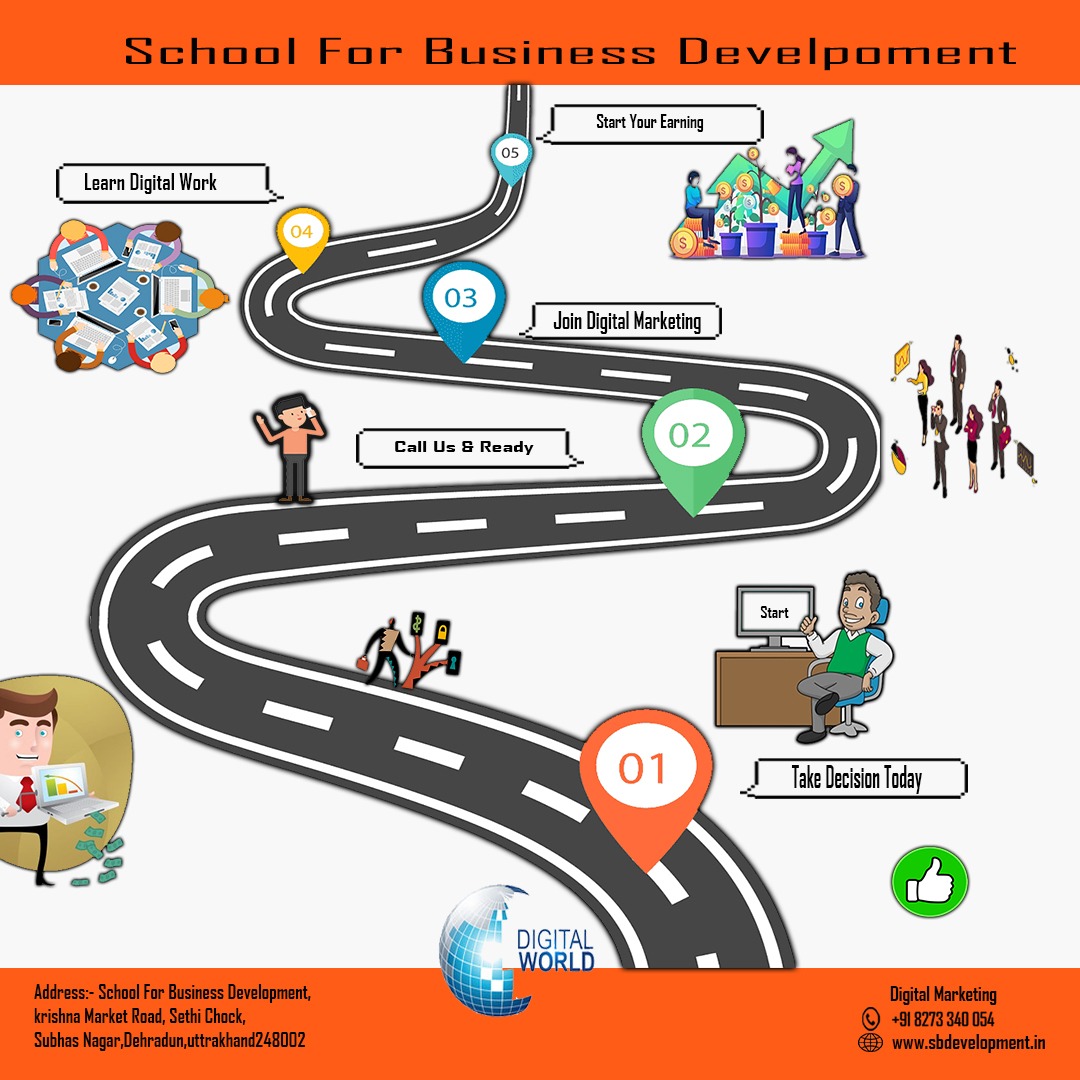 School For Business Develpoment
Start Your Earning
05
Learn Digital Work
04
03
Join Digital Marketing
02
Call Us & Ready
Start
01
Take Decision Today
DIGITAL
WORLD
Address:- School For Business Development,
krishna Market Road, Sethi Chock,
Subhas Nagar,Dehradun,uttrakhand248002
Digital Marketing
+91 8273 340 054
www.sbdevelopment.in